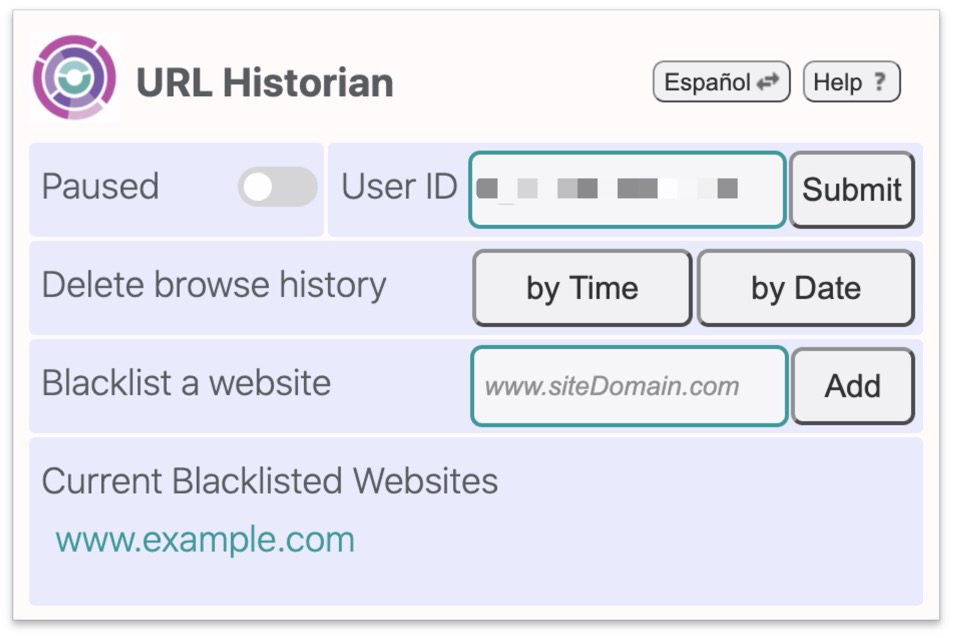 URL Historian
Español
Help ?
Paused
User ID
Submit
Delete browse history
by Time
by Date
Blacklist a website
www.siteDomain.com
Add
Current Blacklisted Websites
www.example.com